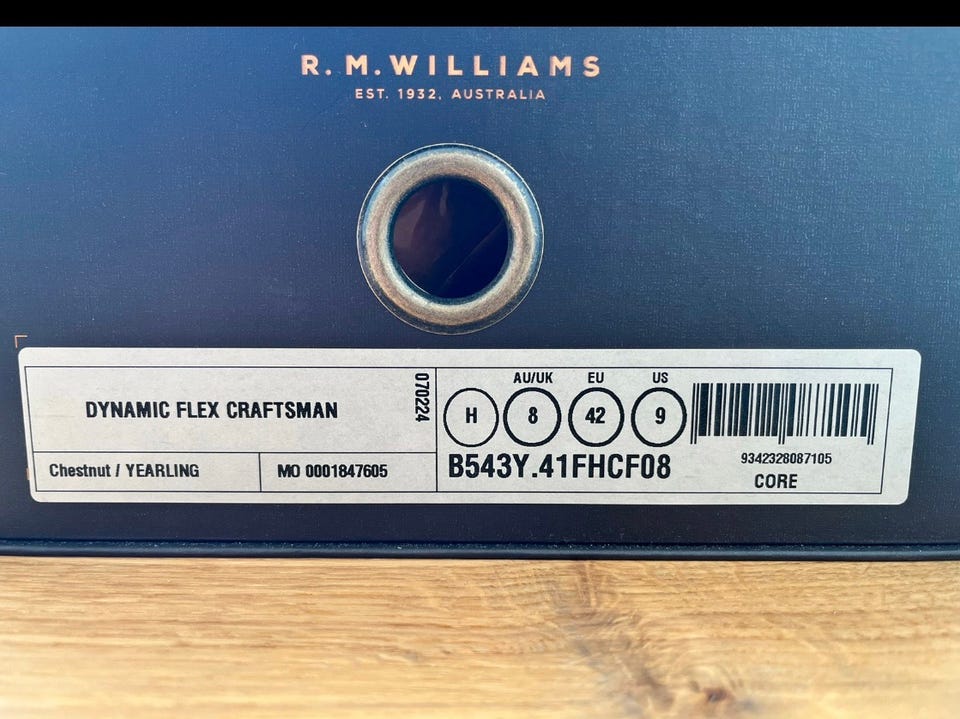 R.M.WILLIAMS
EST. 1932, AUSTRALIA
DYNAMIC FLEX CRAFTSMAN
070224
Chestnut / YEARLING
MO 0001847605
AU/UK EU US
H 8 42 9
B543Y.41FHCF08
9342328087105
CORE